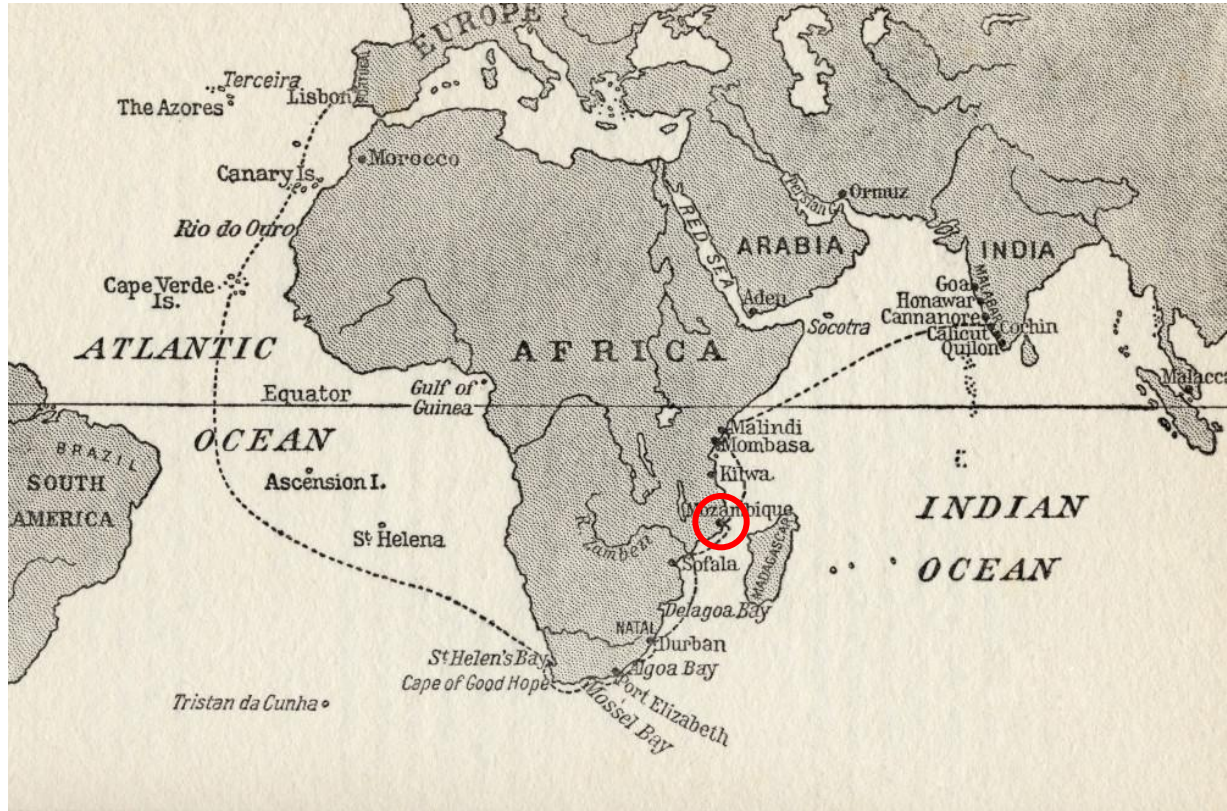 EUROPE
Terceira
The Azores
Lisbon
PORTUGAL
Morocco
Canary Is.
Rio do Ouro
Cape Verde
Is.
ATLANTIC
OCEAN
Equator
Gulf of
Guinea
AFRICA
RED SEA
ARABIA
Persian
Ormuz
Aden
Socotra
INDIA
MALABAR
Goa
Honawar
Cannanore
Calicut
Cochin
Quilon
Malacca
BRAZIL
SOUTH
AMERICA
Ascension I.
St Helena
Malindi
Mombasa
Kilwa
Mozambique
R. Zambezi
Sofala
MADAGASCAR
INDIAN
OCEAN
Delagoa Bay
NATAL
Durban
Algoa Bay
Port Elizabeth
Mossel Bay
St Helen's Bay
Cape of Good Hope
Tristan da Cunha